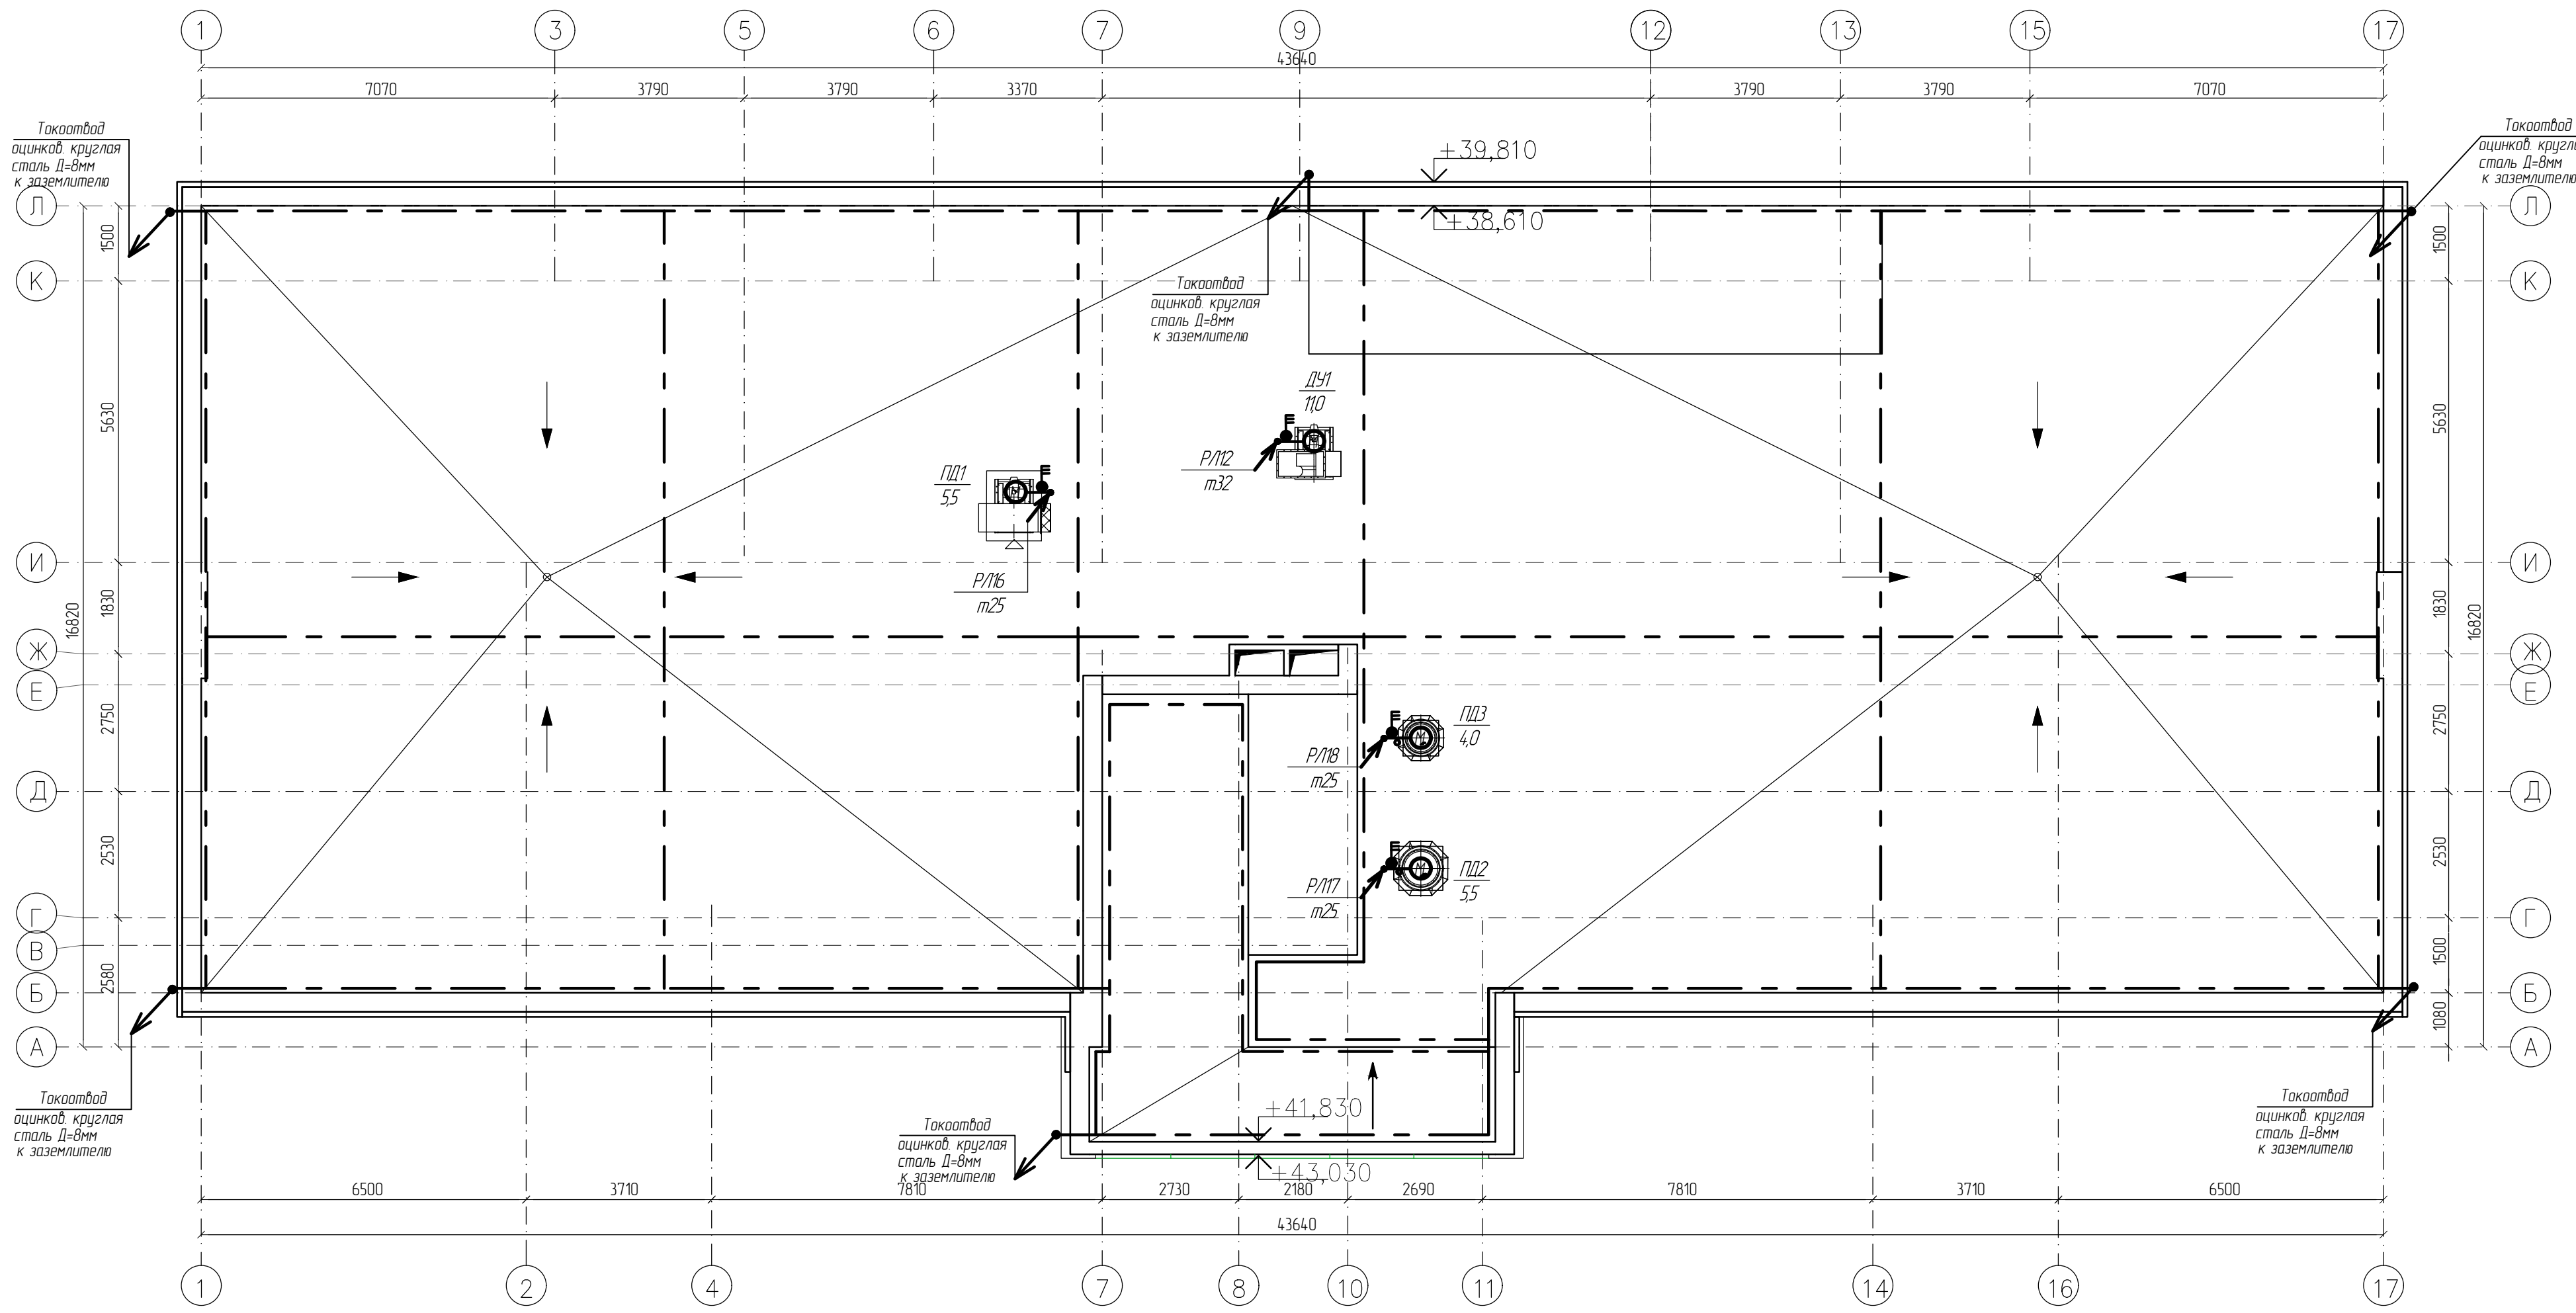 1 3 5 6 7 9 12 13 15 17
43640
7070 3790 3790 3370 3790 3790 7070
Токоотвод
оцинков. круглая
сталь Д=8мм
к заземлителю
Токоотвод
оцинков.
сталь Д=8мм
к заземлителю
+39,810
+38,610
Л Л
1500 1500
К К
Токоотвод
оцинков. круглая
сталь Д=8мм
к заземлителю
5630 5630
ДУ1
11,0
РЛ12
т32
ПД1
5,5
РЛ16
т25
И И
1830 1830
16820 16820
Ж Ж
Е Е
2750 2750
ПД3
4,0
РЛ18
т25
Д Д
2530 2530
ПД2
5,5
РЛ17
т25
Г Г
В
2580 1500
Б Б
1080
А А
Токоотвод
оцинков. круглая
сталь Д=8мм
к заземлителю
Токоотвод
оцинков. круглая
сталь Д=8мм
к заземлителю
Токоотвод
оцинков. круглая
сталь Д=8мм
к заземлителю
+41,830
+43,030
6500 3710 7810 2730 2180 2690 7810 3710 6500
43640
1 2 4 7 8 10 11 14 16 17